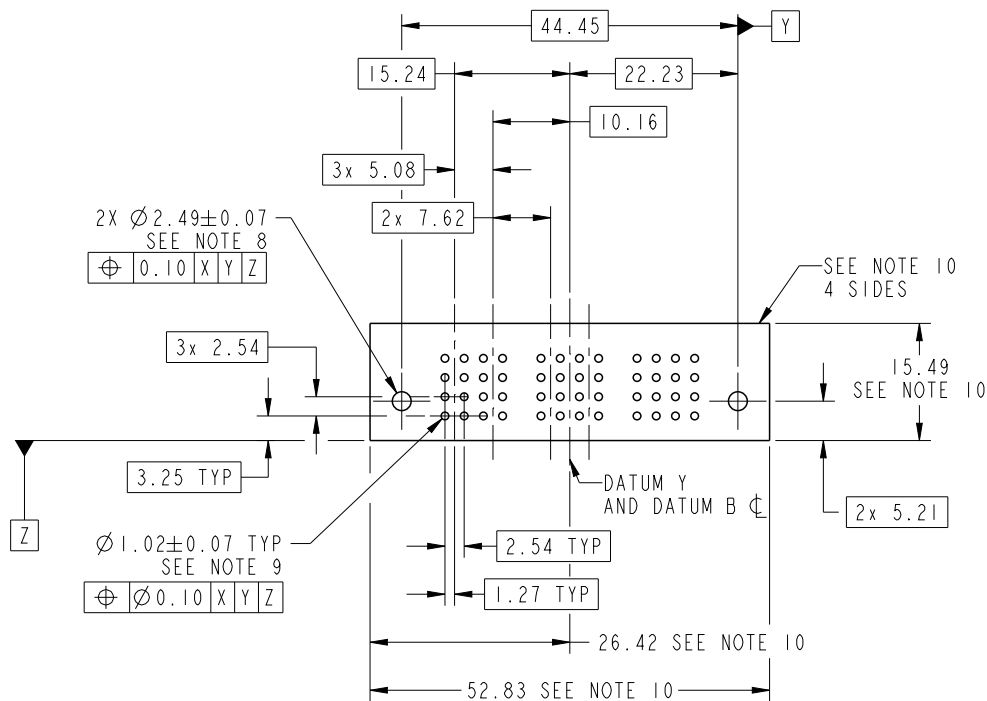 44.45
Y
15.24
22.23
10.16
3x 5.08
2x 7.62
2X Ø2.49±0.07
SEE NOTE 8
⌖ 0.10 X Y Z
SEE NOTE 10
4 SIDES
3x 2.54
15.49
SEE NOTE 10
3.25 TYP
DATUM Y
AND DATUM B ℄
Z
2x 5.21
Ø1.02±0.07 TYP
SEE NOTE 9
⌖ Ø0.10 X Y Z
2.54 TYP
1.27 TYP
26.42 SEE NOTE 10
52.83 SEE NOTE 10